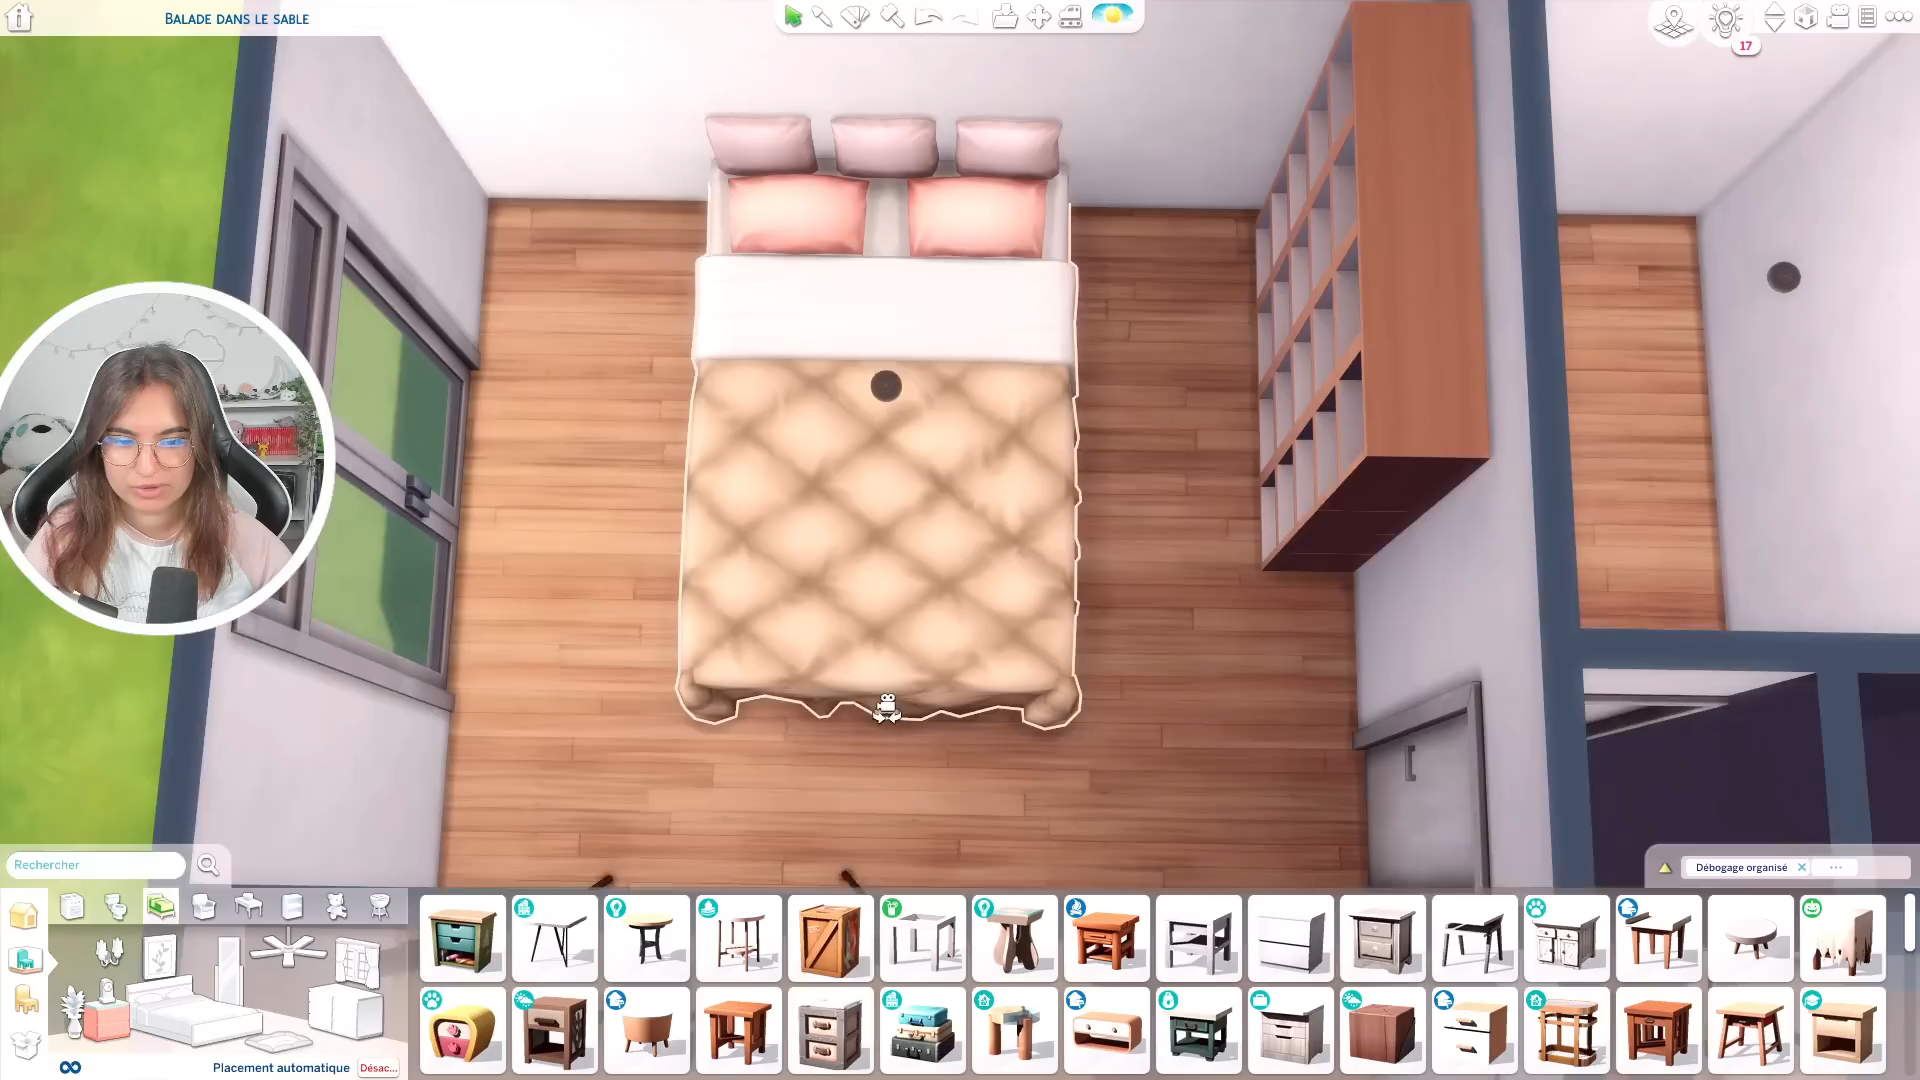 BALADE DANS LE SABLE
17
Rechercher
Débogage organisé
Placement automatique
Désac...